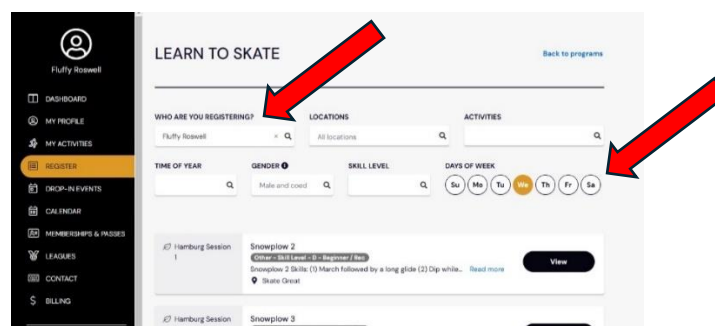 Fluffy Roswell
DASHBOARD
MY PROFILE
MY ACTIVITIES
REGISTER
DROP-IN EVENTS
CALENDAR
MEMBERSHIPS & PASSES
LEAGUES
CONTACT
$ BILLING
LEARN TO SKATE
Back to programs
WHO ARE YOU REGISTERING?
LOCATIONS
ACTIVITIES
Fluffy Roswell ×
All locations
TIME OF YEAR
GENDER
SKILL LEVEL
DAYS OF WEEK
Male and coed
Su Mo Tu We Th Fr Sa
Hamburg Session 1
Snowplow 2
Other - Skill Level - D - Beginner / Rec
Snowplow 2 Skills: (1) March followed by a long glide (2) Dip while... Read more
Skate Great
View
Hamburg Session
Snowplow 3